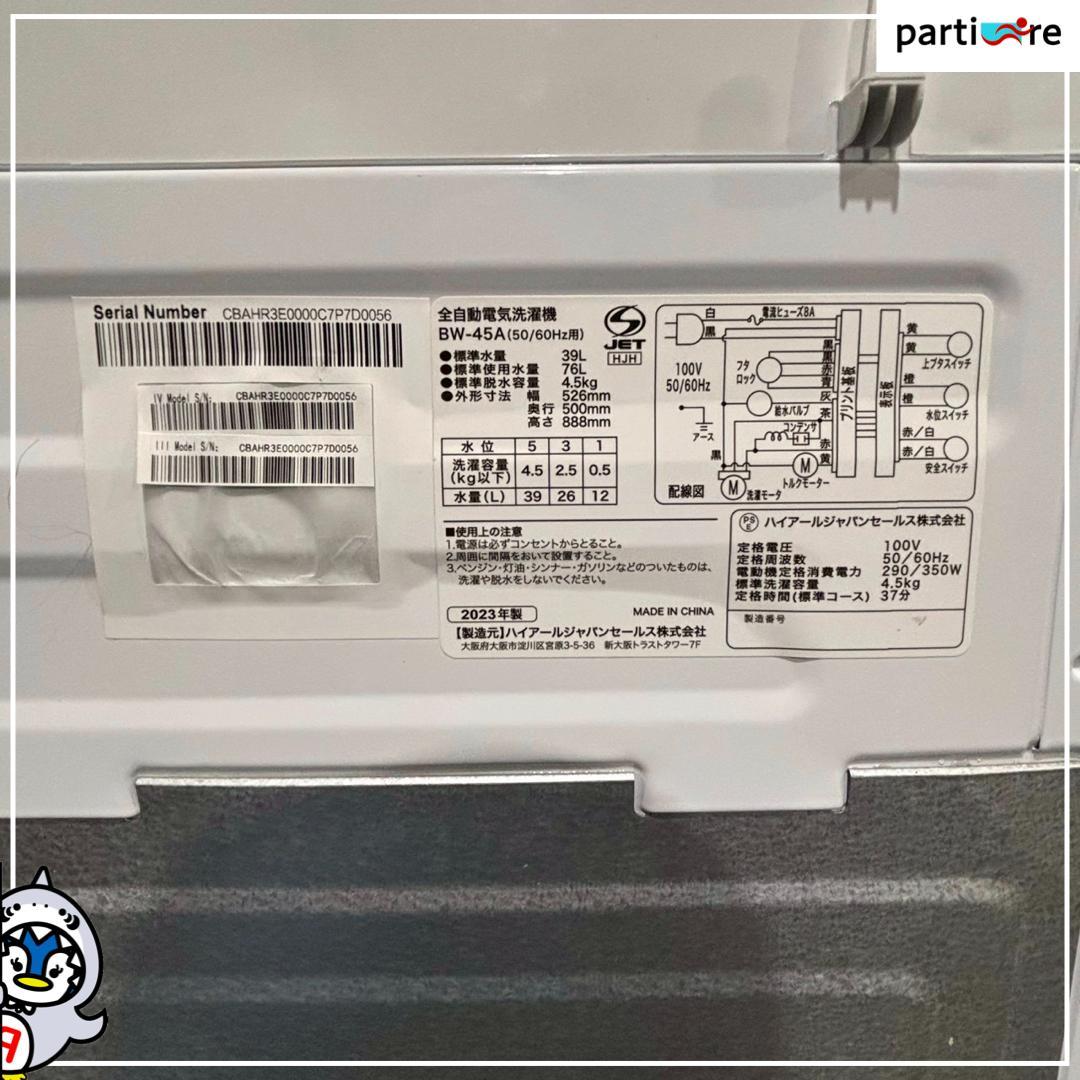 partire
Serial Number CBAHR3E0000C7P7D0056
IV Model S/N: CBAHR3E0000C7P7D0056
III Model S/N: CBAHR3E0000C7P7D0056
全自動電気洗濯機
BW-45A(50/60Hz用)
JET
HJH
●標準水量 39L
●標準使用水量 76L
●標準脱水容量 4.5kg
●外形寸法 幅 526mm
奥行 500mm
高さ 888mm
水位 5 3 1
洗濯容量(kg以下) 4.5 2.5 0.5
水量(L) 39 26 12
■使用上の注意
1.電源は必ずコンセントからとること。
2.周囲に間隔をおいて設置すること。
3.ベンジン・灯油・シンナー・ガソリンなどのついたものは、
洗濯や脱水をしないでください。
2023年製 MADE IN CHINA
【製造元】ハイアールジャパンセールス株式会社
大阪府大阪市淀川区宮原3-5-36 新大阪トラストタワー7F
白
黒
電流ヒューズ8A
100V
50/60Hz
アース
フタ
ロック
黒
黒
赤
青
灰
茶
給水バルブ
コンデンサ
赤
黄
黒
M
トルクモーター
M
洗濯モータ
配線図
プリント基板
表示板
黄
黄
上ブタスイッチ
橙
橙
水位スイッチ
赤/白
赤/白
安全スイッチ
PSE ハイアールジャパンセールス株式会社
定格電圧 100V
定格周波数 50/60Hz
電動機定格消費電力 290/350W
標準洗濯容量 4.5kg
定格時間(標準コース) 37分
製造番号